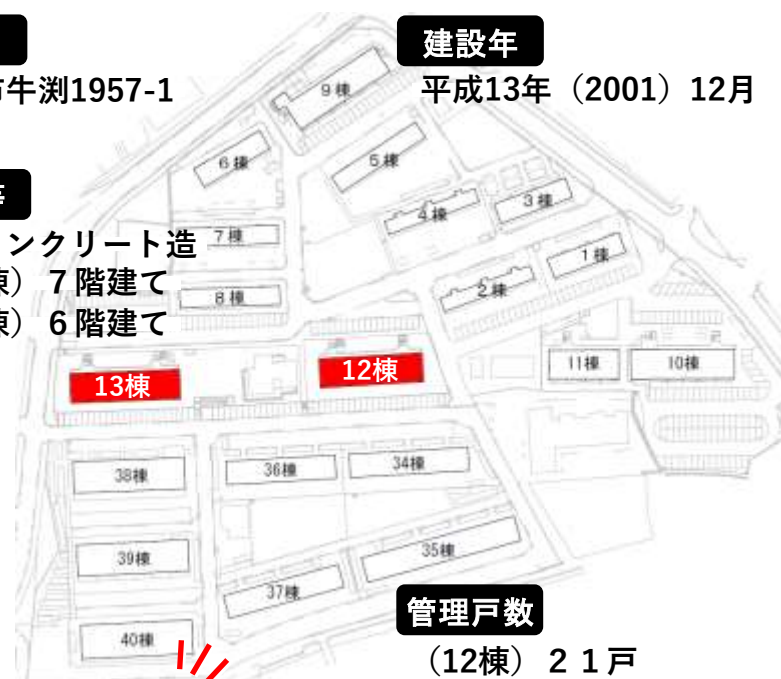 建設年
市牛渕1957-1
平成13年（2001）12月
9棟
6棟
5棟
3棟
4棟
7棟
ンクリート造
1棟
棟）７階建て
2棟
8棟
棟）６階建て
13棟
12棟
11棟
10棟
38棟
36棟
34棟
39棟
35棟
37棟
管理戸数
40棟
（12棟）２１戸